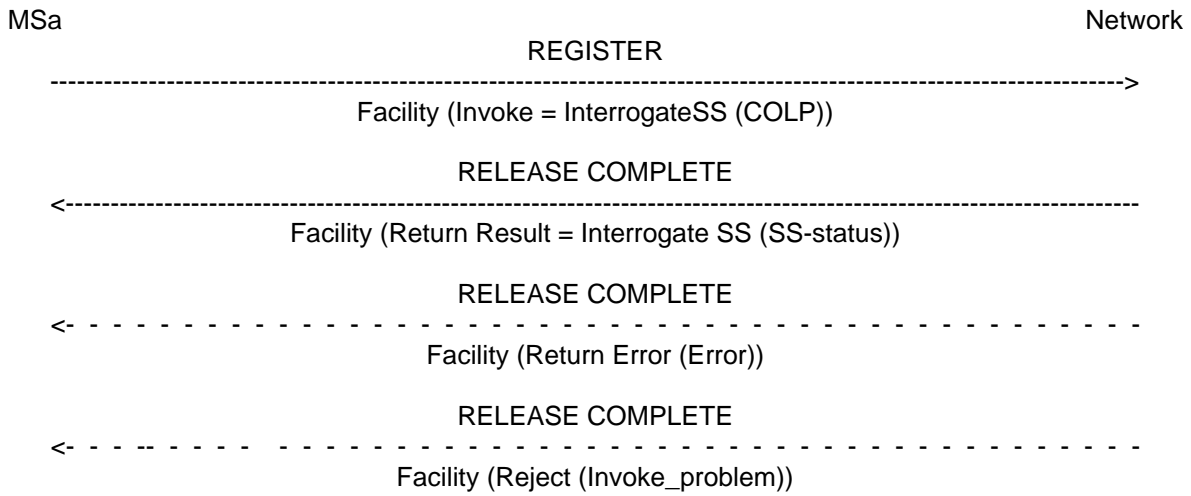 MSa Network
REGISTER
------------------------------------------------------------------------------------------------------------------------>
Facility (Invoke = InterrogateSS (COLP))
RELEASE COMPLETE
<------------------------------------------------------------------------------------------------------------------------
Facility (Return Result = Interrogate SS (SS-status))
RELEASE COMPLETE
<- - - - - - - - - - - - - - - - - - - - - - - - - - - - - - - - - - - - - - - - - - - - -
Facility (Return Error (Error))
RELEASE COMPLETE
<- - - -- - - - - - - - - - - - - - - - - - - - - - - - - - - - - - - - - - - - - - - - -
Facility (Reject (Invoke_problem))